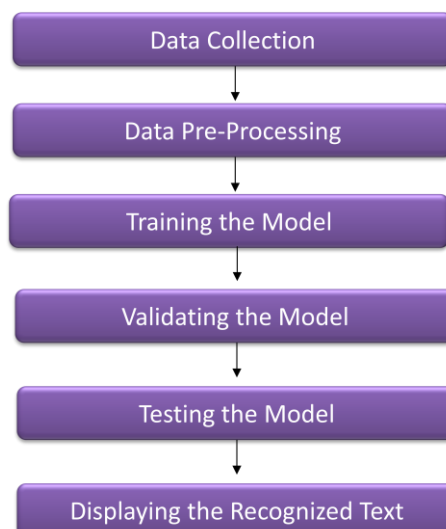 Data Collection
Data Pre-Processing
Training the Model
Validating the Model
Testing the Model
Displaying the Recognized Text